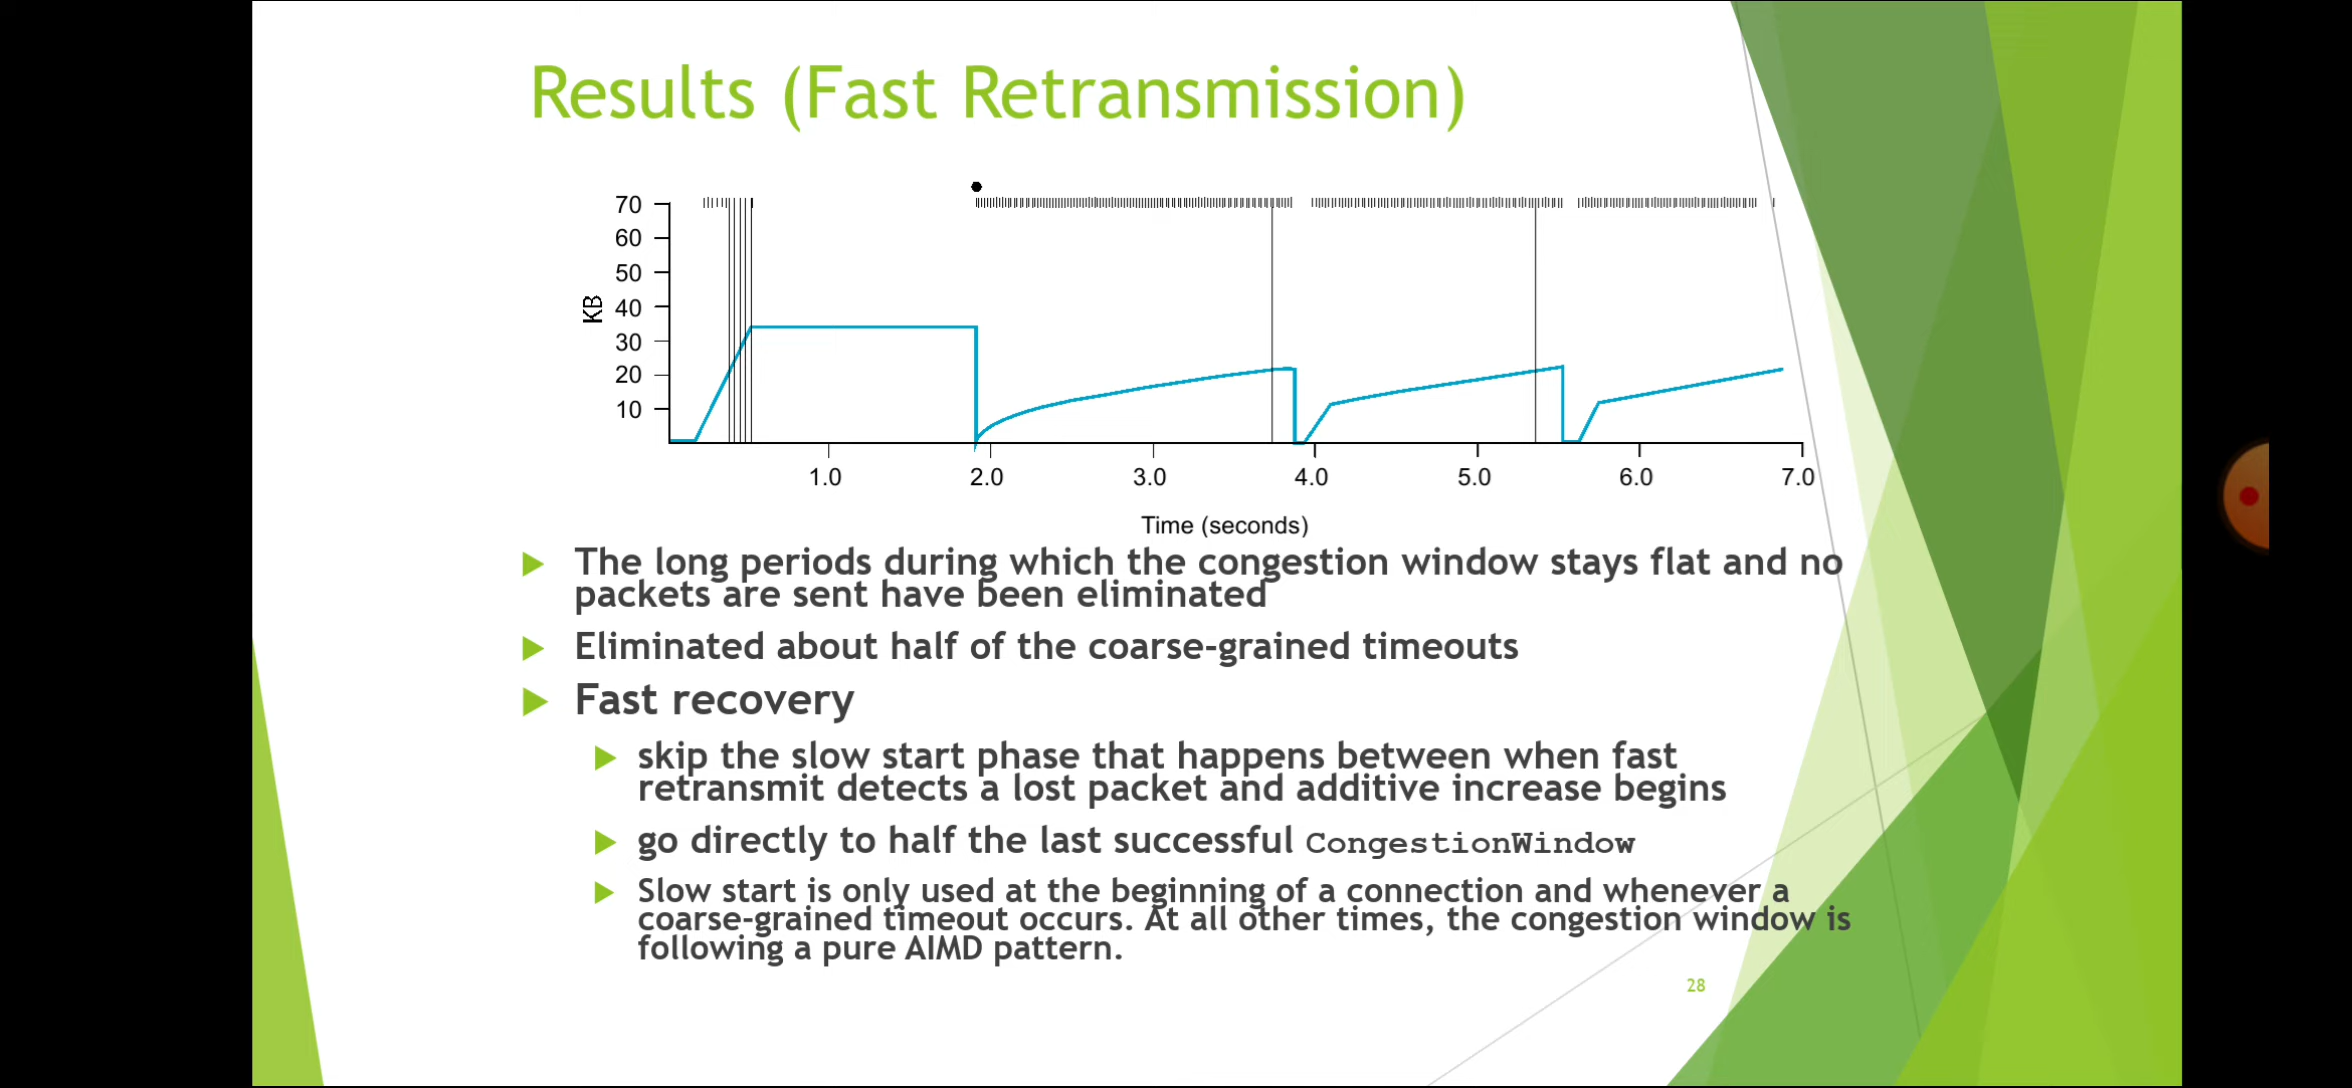 Results (Fast Retransmission)
70
60
50
40
30
20
10
KB
1.0 2.0 3.0 4.0 5.0 6.0 7.0
Time (seconds)
The long periods during which the congestion window stays flat and no
packets are sent have been eliminated
Eliminated about half of the coarse-grained timeouts
Fast recovery
skip the slow start phase that happens between when fast
retransmit detects a lost packet and additive increase begins
go directly to half the last successful CongestionWindow
Slow start is only used at the beginning of a connection and whenever a
coarse-grained timeout occurs. At all other times, the congestion window is
following a pure AIMD pattern.
28